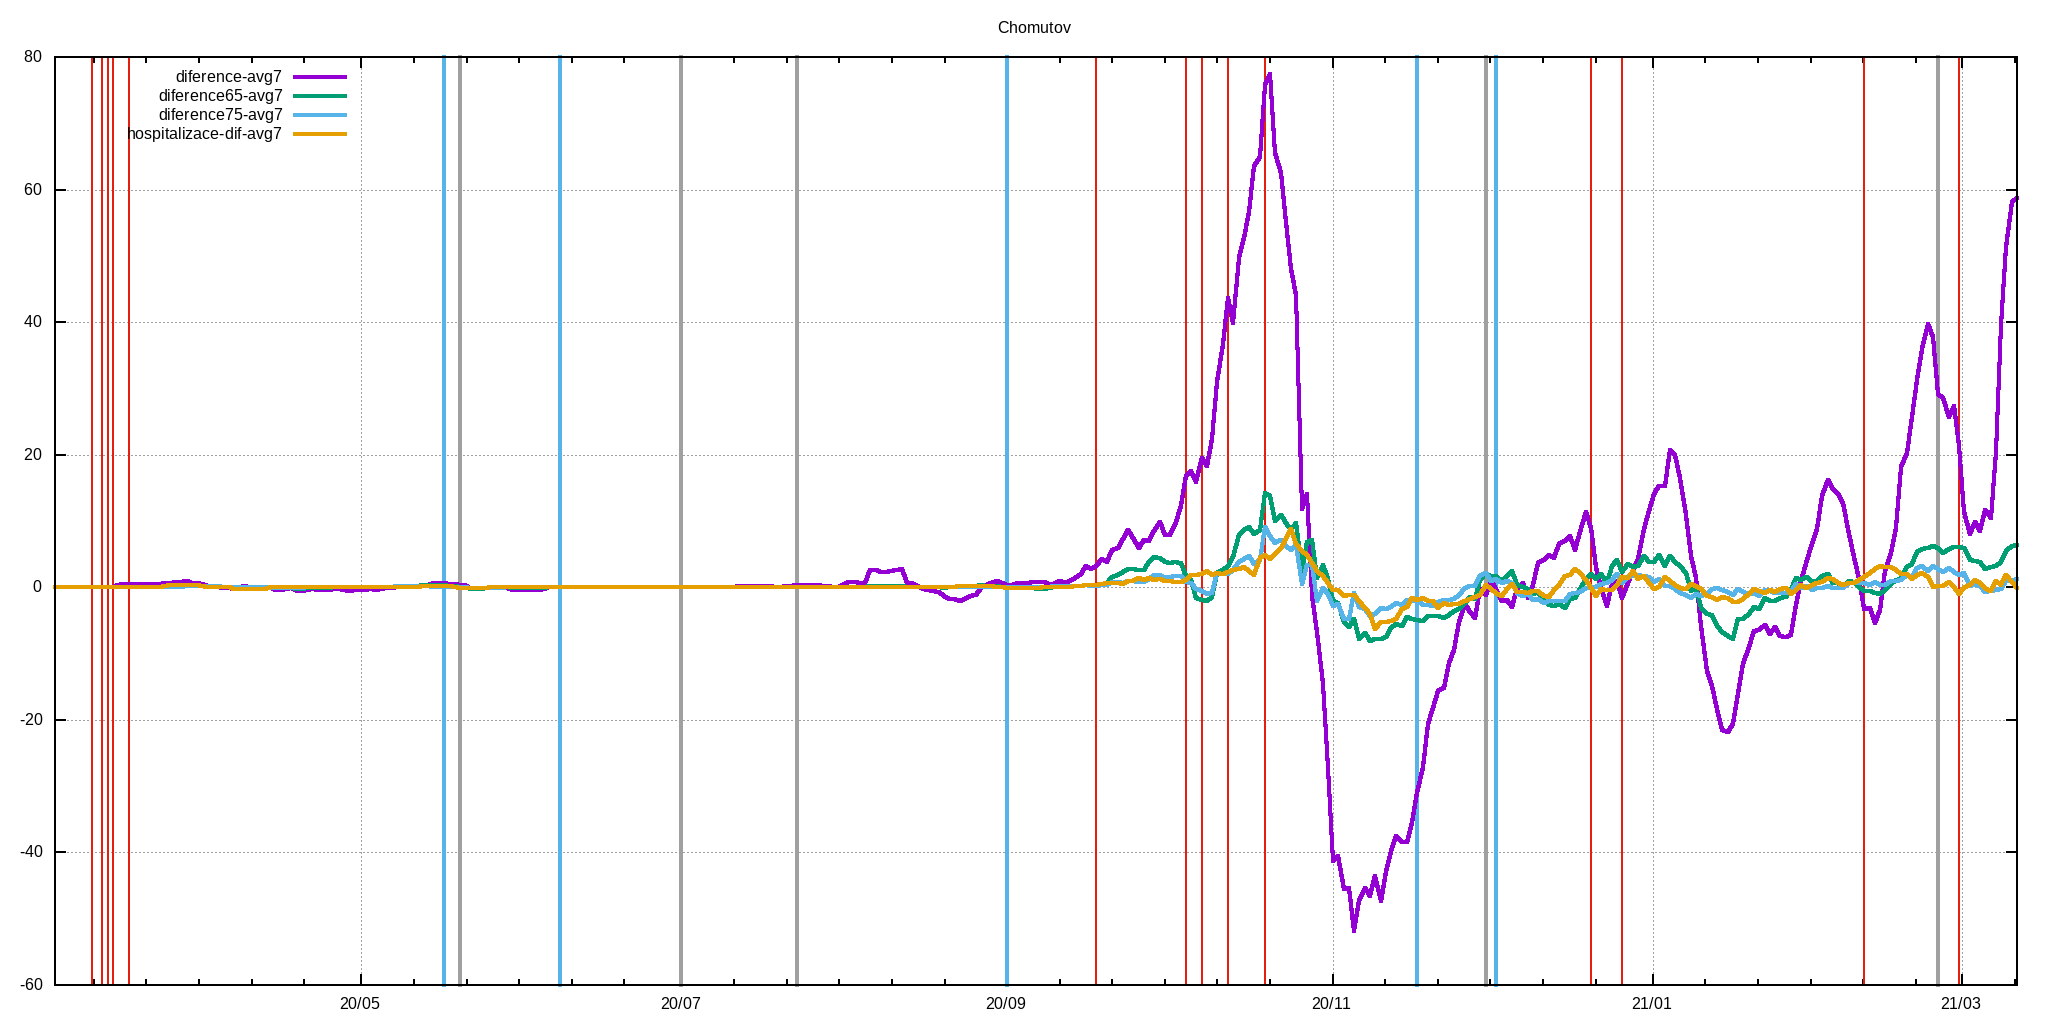 Chomutov
80
60
40
20
0
-20
-40
-60
diference-avg7
diference65-avg7
diference75-avg7
hospitalizace-dif-avg7
20/05
20/07
20/09
20/11
21/01
21/03